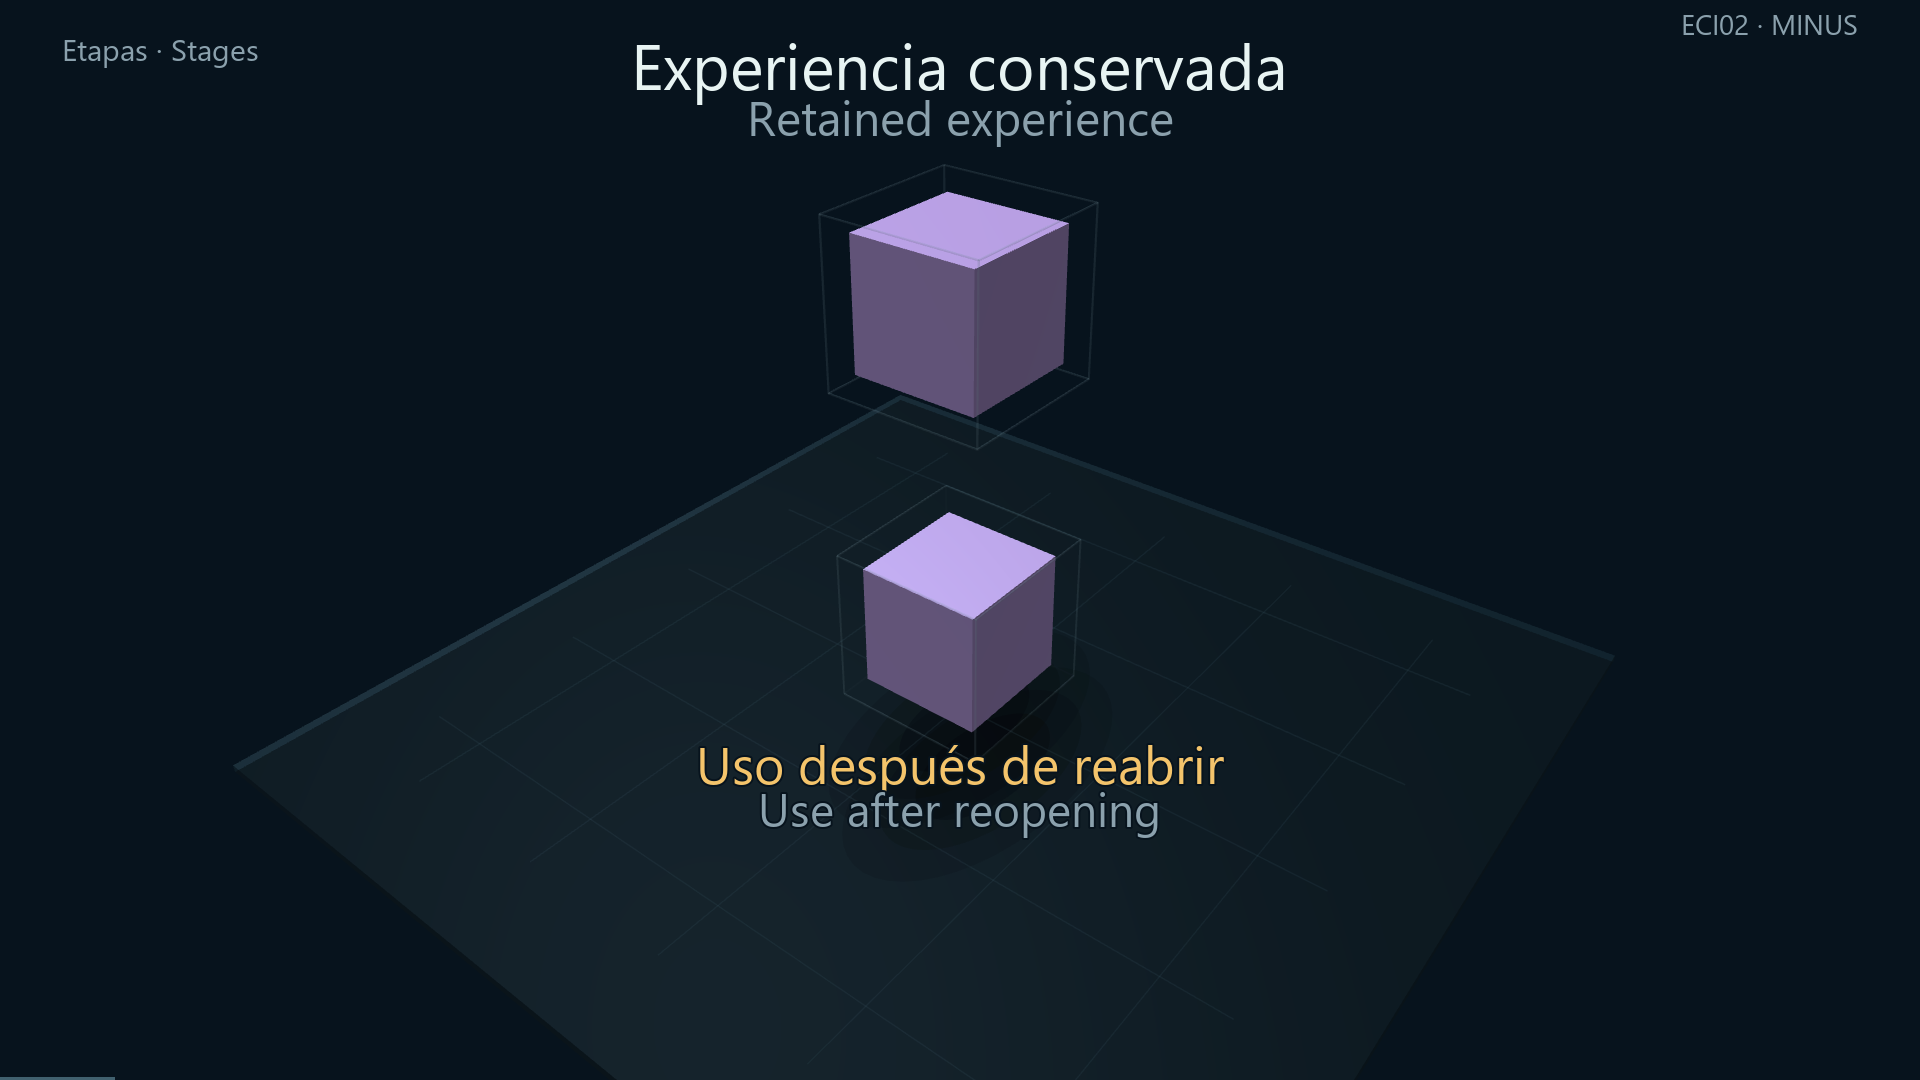 Etapas · Stages
ECI02 · MINUS
Experiencia conservada
Retained experience
Uso después de reabrir
Use after reopening